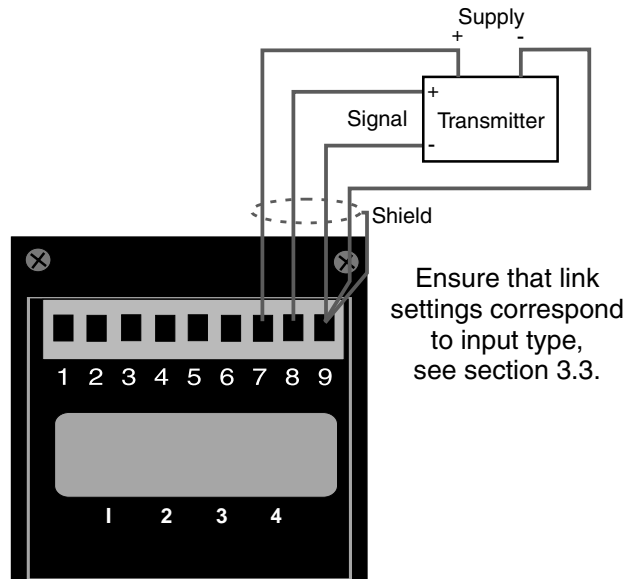 Supply
+ -
+
Signal Transmitter
-
Shield
Ensure that link
settings correspond
to input type,
see section 3.3.
1 2 3 4 5 6 7 8 9
I 2 3 4